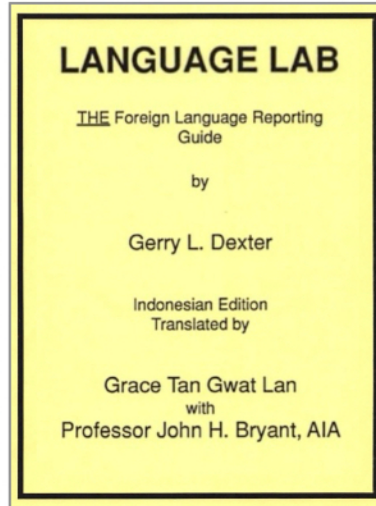 LANGUAGE LAB
THE Foreign Language Reporting
Guide
by
Gerry L. Dexter
Indonesian Edition
Translated by
Grace Tan Gwat Lan
with
Professor John H. Bryant, AIA